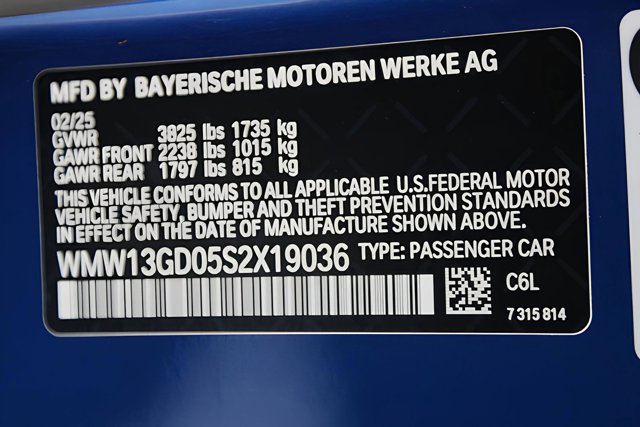 MFD BY BAYERISCHE MOTOREN WERKE AG
02/25
GVWR 3825 lbs 1735 kg
GAWR FRONT 2238 lbs 1015 kg
GAWR REAR 1797 lbs 815 kg
THIS VEHICLE CONFORMS TO ALL APPLICABLE U.S.FEDERAL MOTOR
VEHICLE SAFETY, BUMPER AND THEFT PREVENTION STANDARDS
IN EFFECT ON THE DATE OF MANUFACTURE SHOWN ABOVE.
WMW13GD05S2X19036 TYPE: PASSENGER CAR
C6L
7 315 814